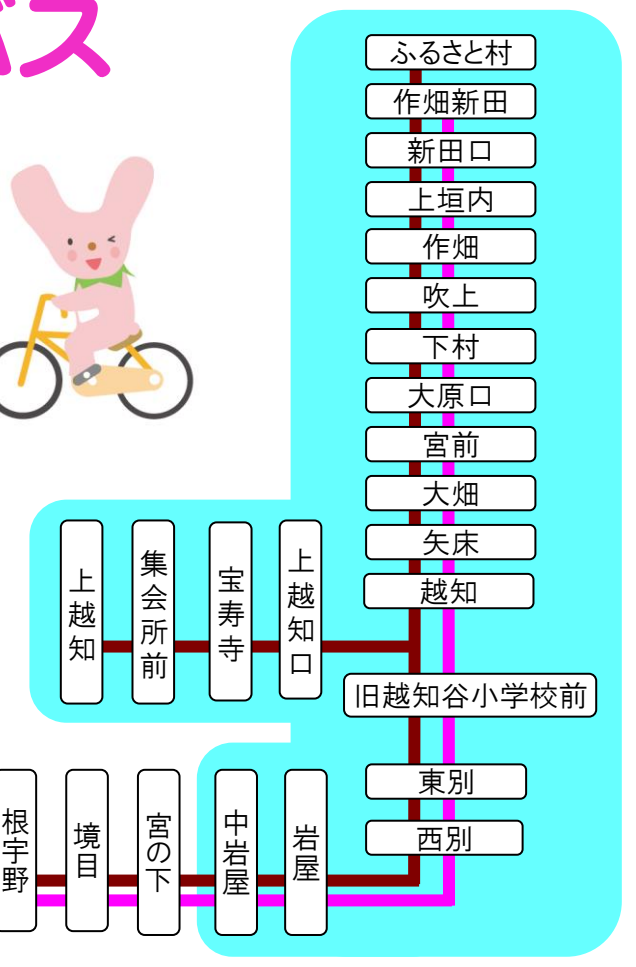 バス
ふるさと村
作畑新田
新田口
上垣内
作畑
吹上
下村
大原口
宮前
大畑
矢床
越知
上越知
集会所前
宝寿寺
上越知口
旧越知谷小学校前
東別
西別
根宇野
境目
宮の下
中岩屋
岩屋